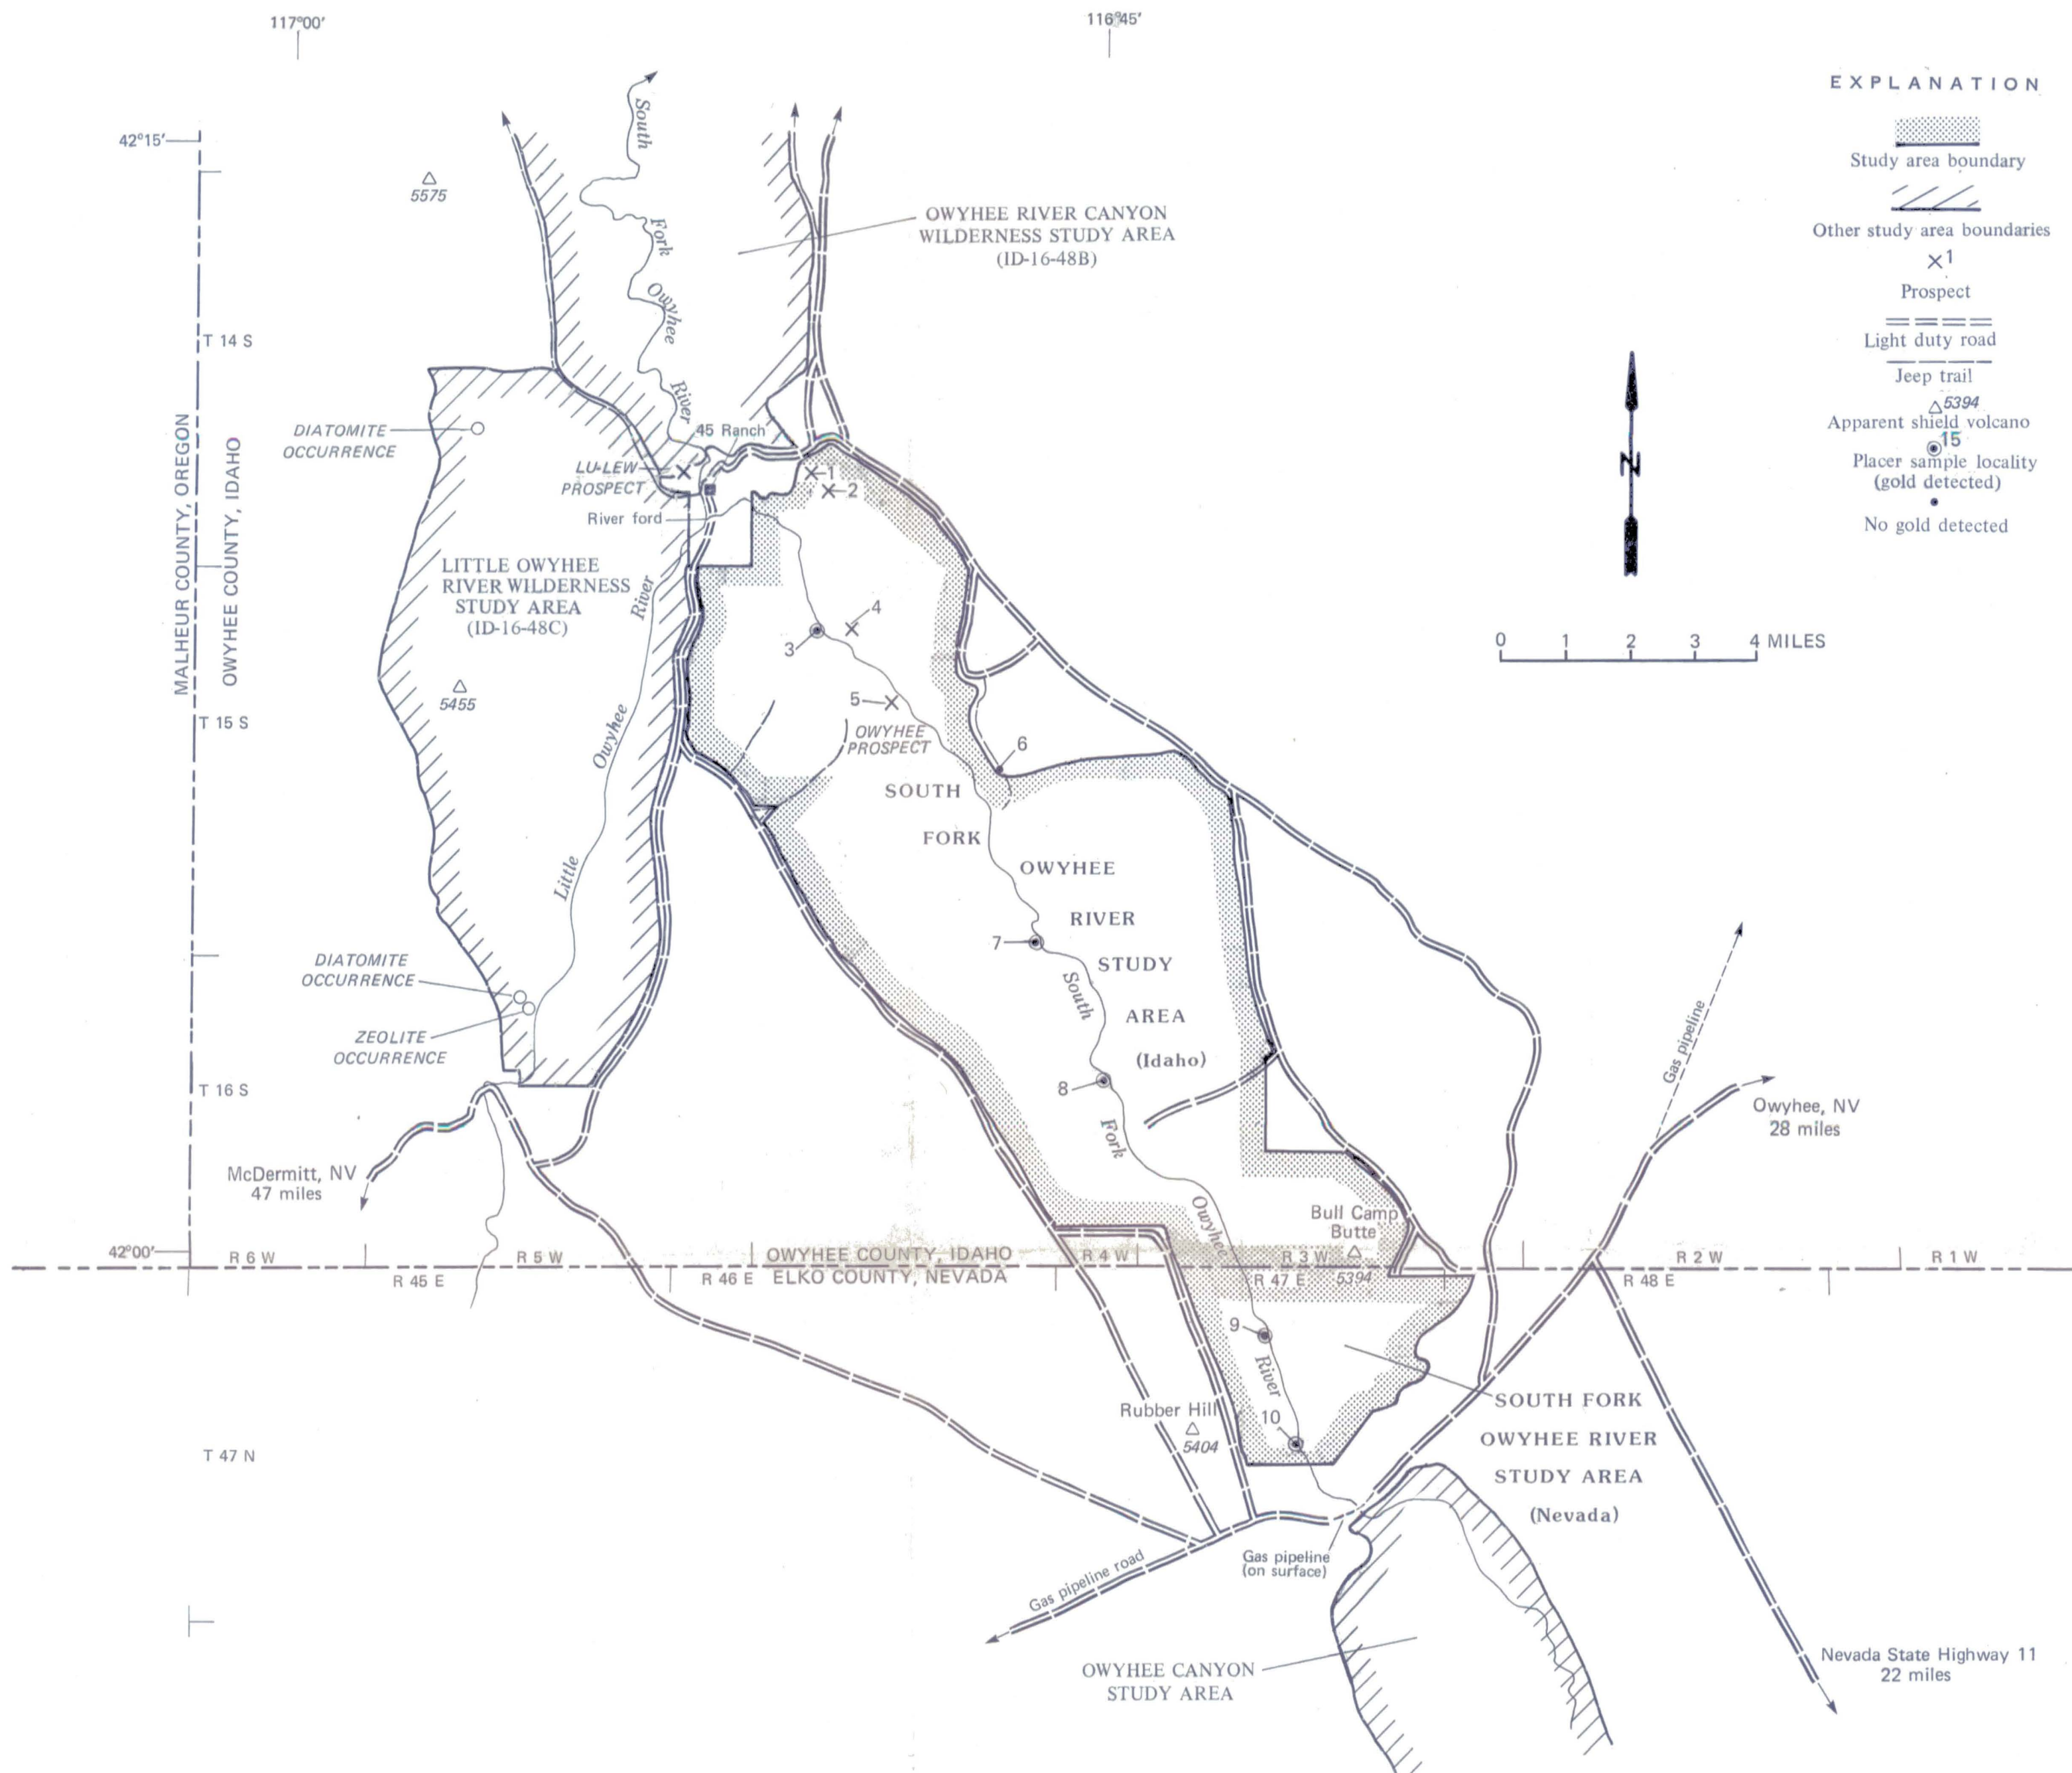 117°00'
116°45'
42°15'
EXPLANATION
Study area boundary
Other study area boundaries
1
Prospect
Light duty road
Jeep trail
5394
Apparent shield volcano
15
Placer sample locality
(gold detected)
No gold detected
N
0 1 2 3 4 MILES
South
Fork
Owyhee
River
5575
OWYHEE RIVER CANYON
WILDERNESS STUDY AREA
(ID-16-48B)
T 14 S
MALHEUR COUNTY, OREGON
OWYHEE COUNTY, IDAHO
DIATOMITE
OCCURRENCE
45 Ranch
LU-LEW
PROSPECT
1
2
River ford
LITTLE OWYHEE
RIVER WILDERNESS
STUDY AREA
(ID-16-48C)
River
Owyhee
Little
4
3
5
OWYHEE
PROSPECT
6
5455
T 15 S
SOUTH
FORK
OWYHEE
RIVER
STUDY
AREA
(Idaho)
7
South
Fork
Owyhee
River
8
DIATOMITE
OCCURRENCE
ZEOLITE
OCCURRENCE
T 16 S
McDermitt, NV
47 miles
Gas pipeline
Owyhee, NV
28 miles
Bull Camp
Butte
5394
42°00'
R 6 W
R 5 W
OWYHEE COUNTY, IDAHO
R 4 W
R 3 W
R 2 W
R 1 W
R 45 E
R 46 E
ELKO COUNTY, NEVADA
R 47 E
R 48 E
9
10
Rubber Hill
5404
SOUTH FORK
OWYHEE RIVER
STUDY AREA
(Nevada)
T 47 N
Gas pipeline road
Gas pipeline
(on surface)
OWYHEE CANYON
STUDY AREA
Nevada State Highway 11
22 miles